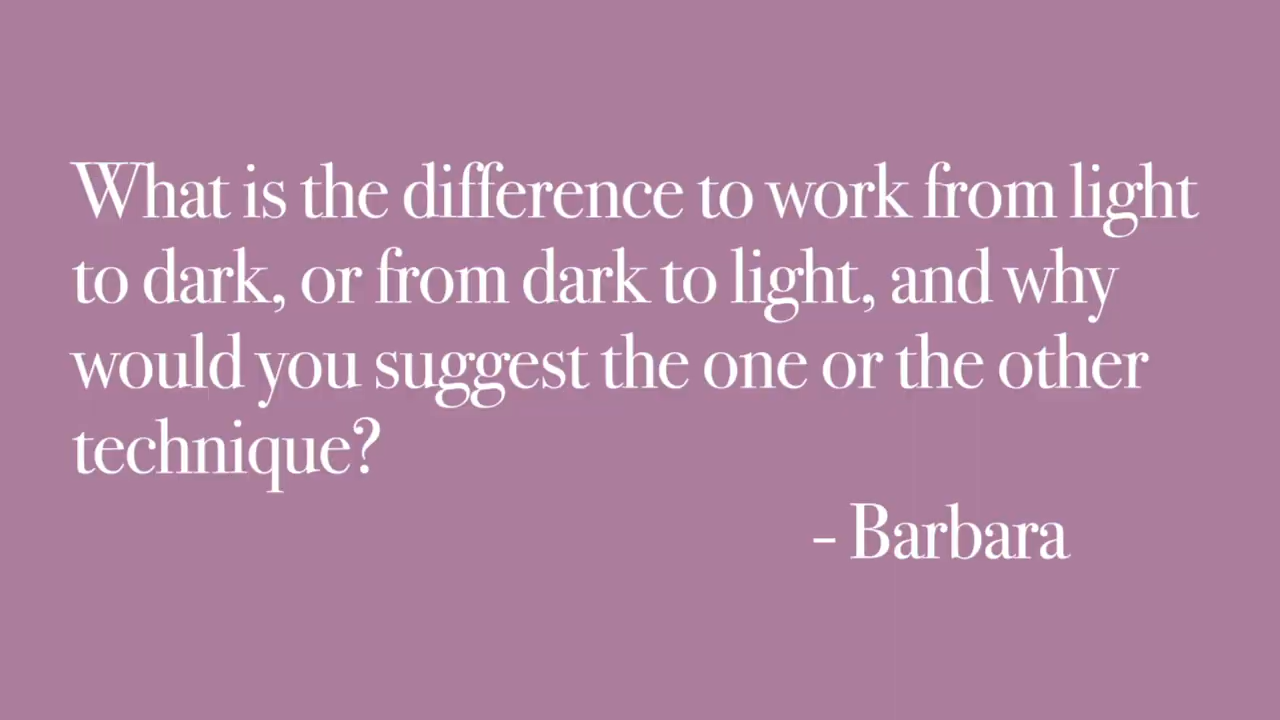 What is the difference to work from light
to dark, or from dark to light, and why
would you suggest the one or the other
technique?
- Barbara